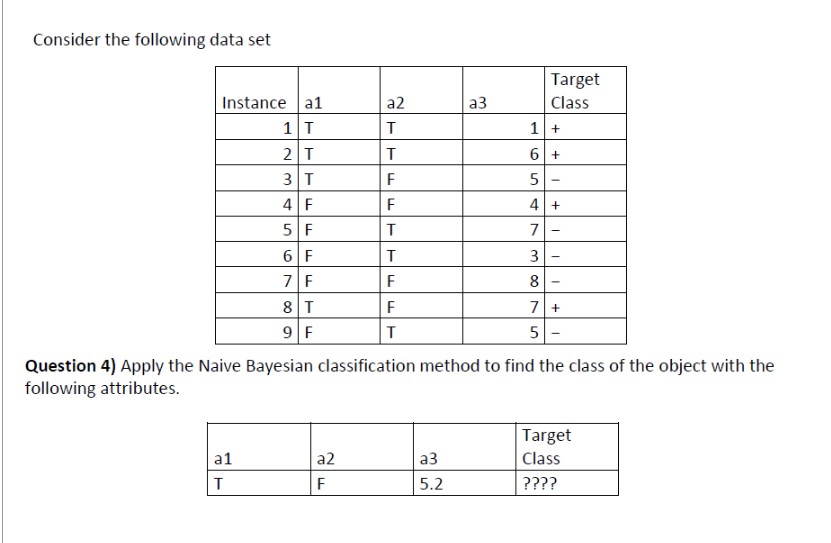 Consider the following data set
Target
Instance a1 a2 a3 Class
1 T T 1 +
2 T T 6 +
3 T F 5 –
4 F F 4 +
5 F T 7 –
6 F T 3 –
7 F F 8 –
8 T F 7 +
9 F T 5 –
Question 4) Apply the Naive Bayesian classification method to find the class of the object with the
following attributes.
Target
a1 a2 a3 Class
T F 5.2 ????